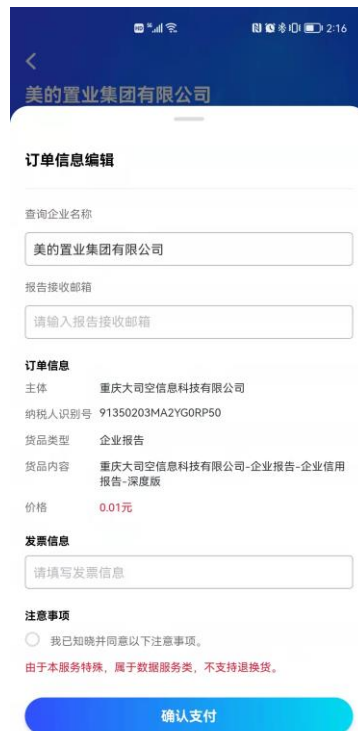 2:16
美的置业集团有限公司
订单信息编辑
查询企业名称
美的置业集团有限公司
报告接收邮箱
请输入报告接收邮箱
订单信息
主体 重庆大司空信息科技有限公司
纳税人识别号 91350203MA2YG0RP50
货品类型 企业报告
货品内容 重庆大司空信息科技有限公司-企业报告-企业信用
报告-深度版
价格 0.01元
发票信息
请填写发票信息
注意事项
我已知晓并同意以下注意事项。
由于本服务特殊，属于数据服务类，不支持退换货。
确认支付